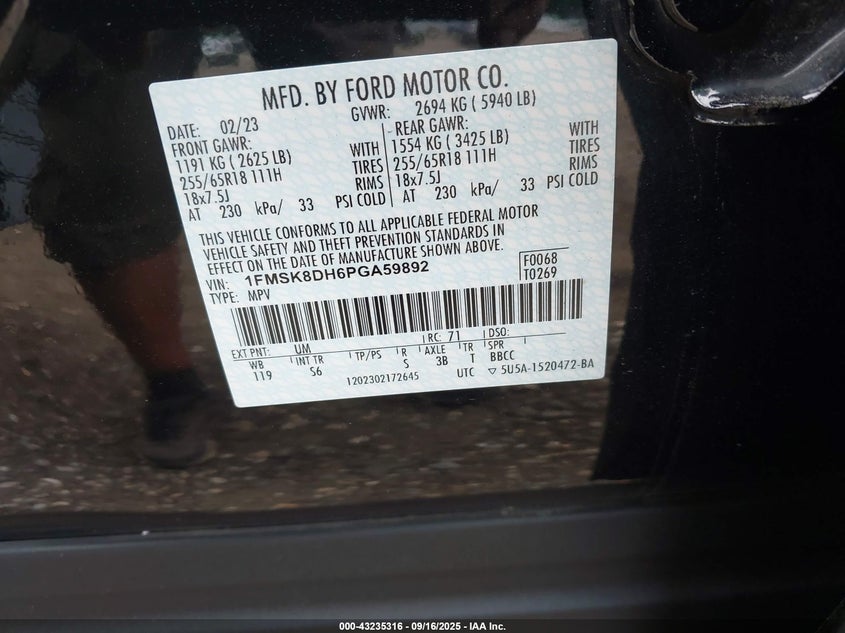 MFD. BY FORD MOTOR CO.
DATE: 02/23 GVWR: 2694 KG ( 5940 LB)
FRONT GAWR: REAR GAWR:
1191 KG ( 2625 LB) WITH 1554 KG ( 3425 LB) WITH
255/65R18 111H TIRES 255/65R18 111H TIRES
18x7.5J RIMS 18x7.5J RIMS
AT 230 kPa/ 33 PSI COLD AT 230 kPa/ 33 PSI COLD
THIS VEHICLE CONFORMS TO ALL APPLICABLE FEDERAL MOTOR
VEHICLE SAFETY AND THEFT PREVENTION STANDARDS IN
EFFECT ON THE DATE OF MANUFACTURE SHOWN ABOVE.
VIN: 1FMSK8DH6PGA59892 F0068
TYPE: MPV T0269
EXT PNT: UM RC: 71 DSO:
WB INT TR TP/PS R AXLE TR SPR
119 S6 S 3B T BBCC
1202302172645 UTC ▽ 5U5A-1520472-BA
000-43235316 - 09/16/2025 - IAA Inc.